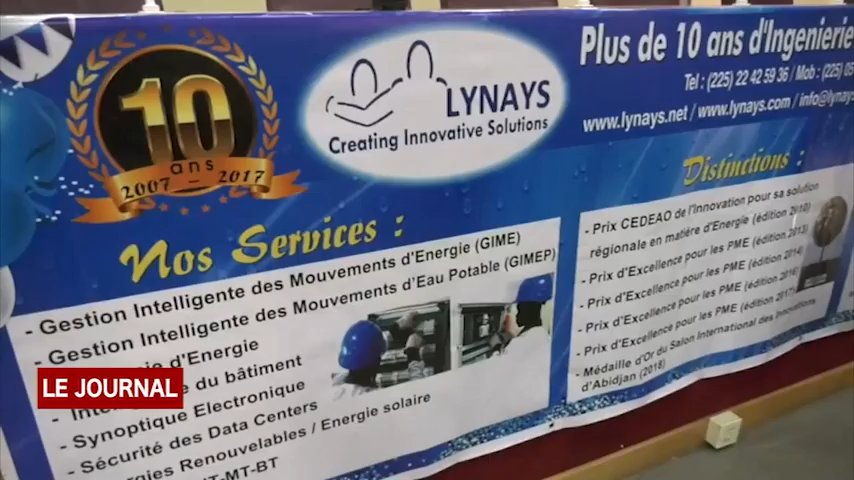 10
ans
2007 - 2017
LYNAYS
Creating Innovative Solutions
Plus de 10 ans d'Ingenierie
Tel : (225) 22 42 59 36 / Mob : (225) 05
www.lynays.net / www.lynays.com / info@lynays
Nos Services :
- Gestion Intelligente des Mouvements d'Energie (GIME)
- Gestion Intelligente des Mouvements d'Eau Potable (GIMEP)
d'Energie
du bâtiment
- Synoptique Electronique
- Sécurité des Data Centers
Renouvelables / Energie solaire
-MT-BT
Distinctions :
- Prix CEDEAO de l'Innovation pour sa solution
régionale en matière d'Energie (édition 2010)
- Prix d'Excellence pour les PME (édition 2013)
- Prix d'Excellence pour les PME (édition 2014)
- Prix d'Excellence pour les PME (édition 2016)
- Prix d'Excellence pour les PME (édition 2017)
- Médaille d'Or du Salon International des Innovations
d'Abidjan (2018)
LE JOURNAL